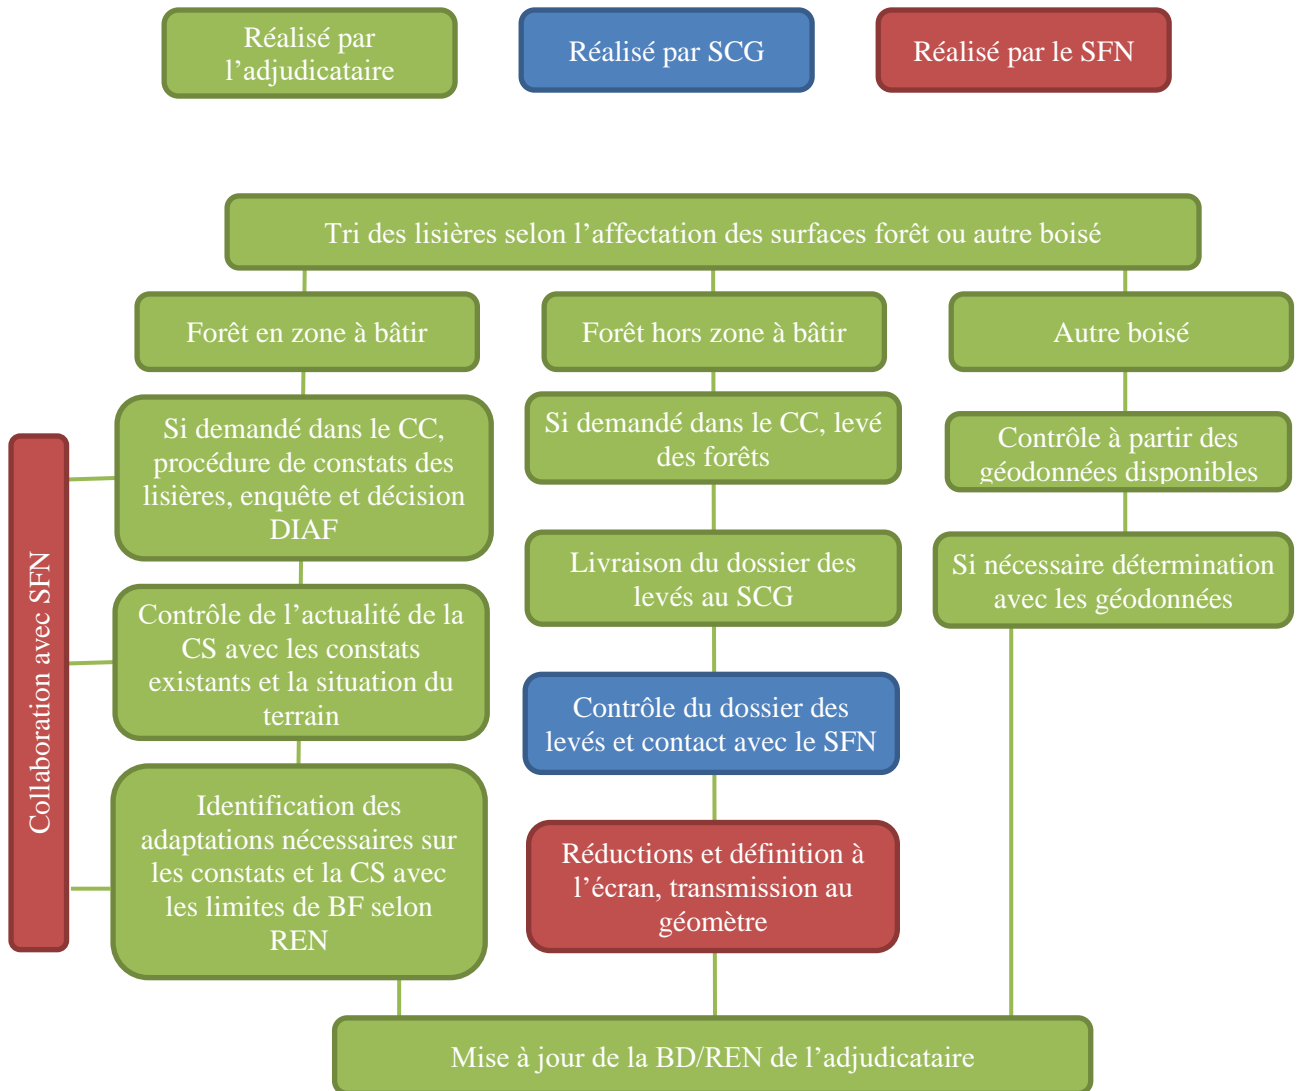 Réalisé par
l’adjudicataire
Réalisé par SCG
Réalisé par le SFN
Tri des lisières selon l’affectation des surfaces forêt ou autre boisé
Forêt en zone à bâtir
Forêt hors zone à bâtir
Autre boisé
Collaboration avec SFN
Si demandé dans le CC,
procédure de constats des
lisières, enquête et décision
DIAF
Contrôle de l’actualité de la
CS avec les constats
existants et la situation du
terrain
Identification des
adaptations nécessaires sur
les constats et la CS avec
les limites de BF selon
REN
Si demandé dans le CC, levé
des forêts
Livraison du dossier des
levés au SCG
Contrôle du dossier des
levés et contact avec le SFN
Réductions et définition à
l’écran, transmission au
géomètre
Contrôle à partir des
géodonnées disponibles
Si nécessaire détermination
avec les géodonnées
Mise à jour de la BD/REN de l’adjudicataire